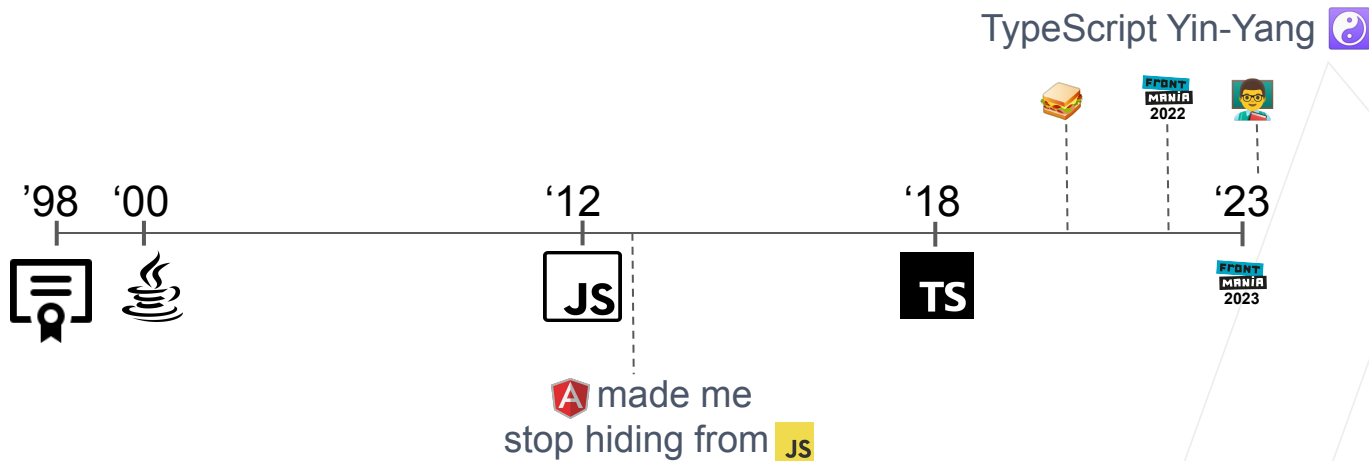 TypeScript Yin-Yang ☯️
FRONT
MANIA
2022
’98 ‘00 ‘12 ‘18 ‘23
JS TS FRONT
MANIA
2023
A made me
stop hiding from JS